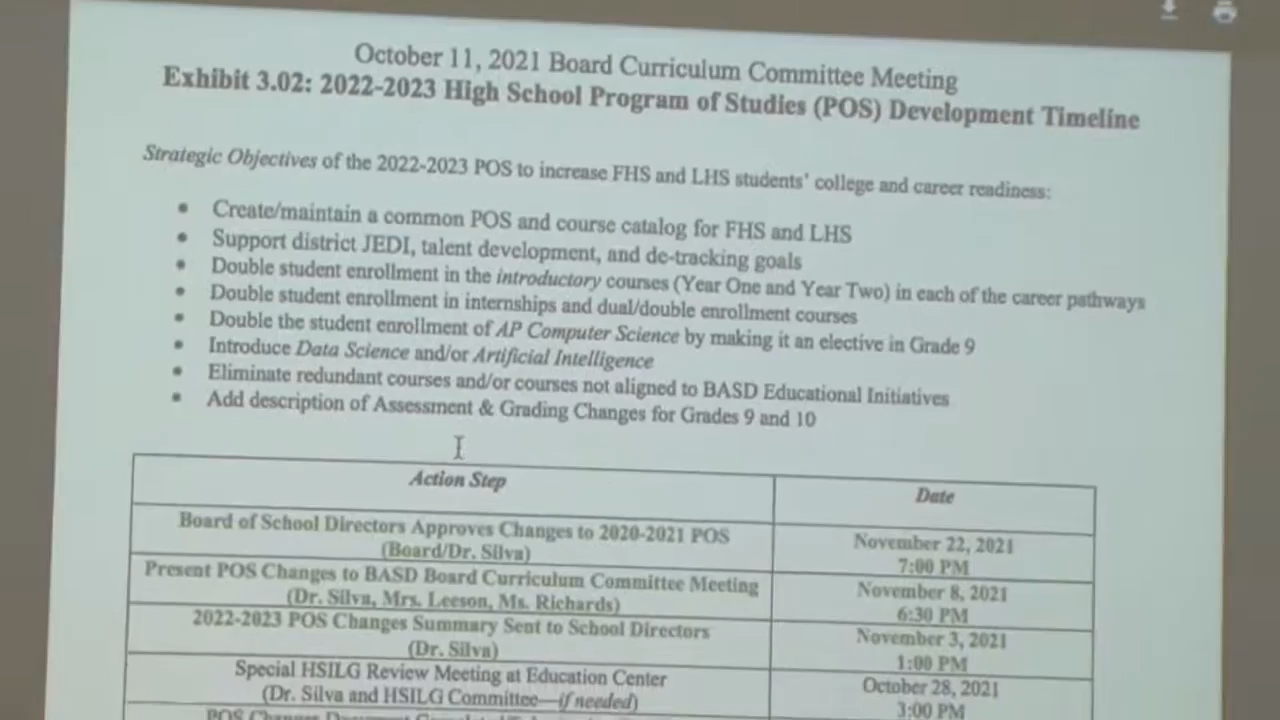 October 11, 2021 Board Curriculum Committee Meeting
Exhibit 3.02: 2022-2023 High School Program of Studies (POS) Development Timeline
Strategic Objectives of the 2022-2023 POS to increase FHS and LHS students' college and career readiness:
• Create/maintain a common POS and course catalog for FHS and LHS
• Support district JEDI, talent development, and de-tracking goals
• Double student enrollment in the introductory courses (Year One and Year Two) in each of the career pathways
• Double student enrollment in internships and dual/double enrollment courses
• Double the student enrollment of AP Computer Science by making it an elective in Grade 9
• Introduce Data Science and/or Artificial Intelligence
• Eliminate redundant courses and/or courses not aligned to BASD Educational Initiatives
• Add description of Assessment & Grading Changes for Grades 9 and 10
Action Step
Date
Board of School Directors Approves Changes to 2020-2021 POS
(Board/Dr. Silva)
November 22, 2021
7:00 PM
Present POS Changes to BASD Board Curriculum Committee Meeting
(Dr. Silva, Mrs. Leeson, Ms. Richards)
November 8, 2021
6:30 PM
2022-2023 POS Changes Summary Sent to School Directors
(Dr. Silva)
November 3, 2021
1:00 PM
Special HSILG Review Meeting at Education Center
(Dr. Silva and HSILG Committee—if needed)
October 28, 2021
3:00 PM
POS Changes Document